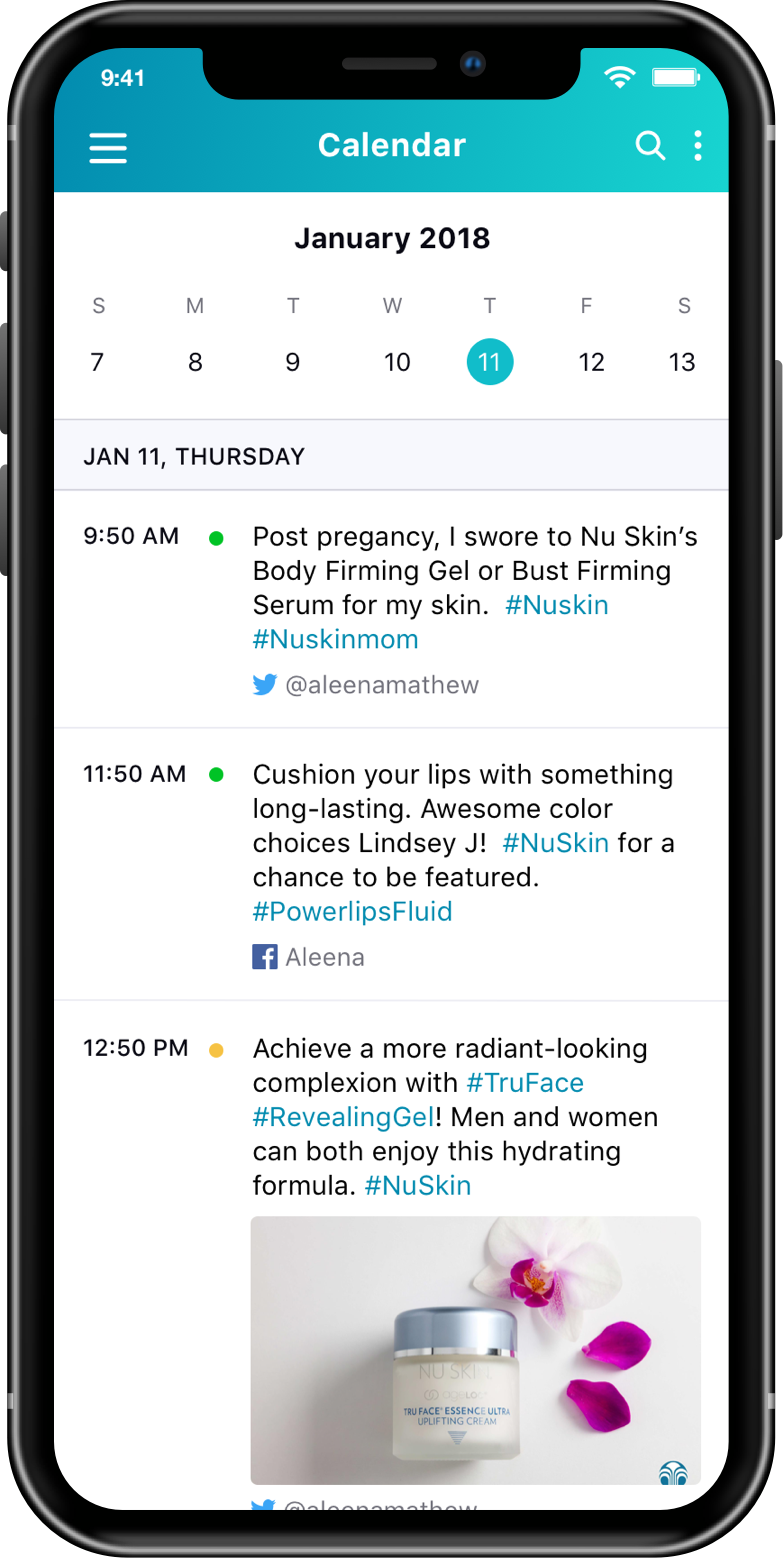 9:41
Calendar
January 2018
S M T W T F S
7 8 9 10 11 12 13
JAN 11, THURSDAY
9:50 AM
Post pregancy, I swore to Nu Skin’s
Body Firming Gel or Bust Firming
Serum for my skin. #Nuskin
#Nuskinmom
@aleenamathew
11:50 AM
Cushion your lips with something
long-lasting. Awesome color
choices Lindsey J! #NuSkin for a
chance to be featured.
#PowerlipsFluid
Aleena
12:50 PM
Achieve a more radiant-looking
complexion with #TruFace
#RevealingGel! Men and women
can both enjoy this hydrating
formula. #NuSkin
NU SKIN
TRU FACE® ESSENCE ULTRA
UPLIFTING CREAM
@aleenamathew